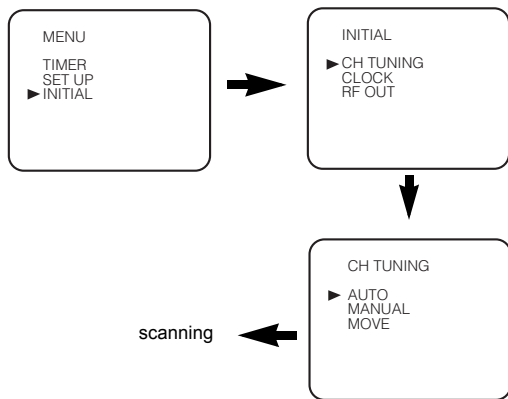 MENU
TIMER
SET UP
INITIAL
INITIAL
CH TUNING
CLOCK
RF OUT
CH TUNING
AUTO
MANUAL
MOVE
scanning